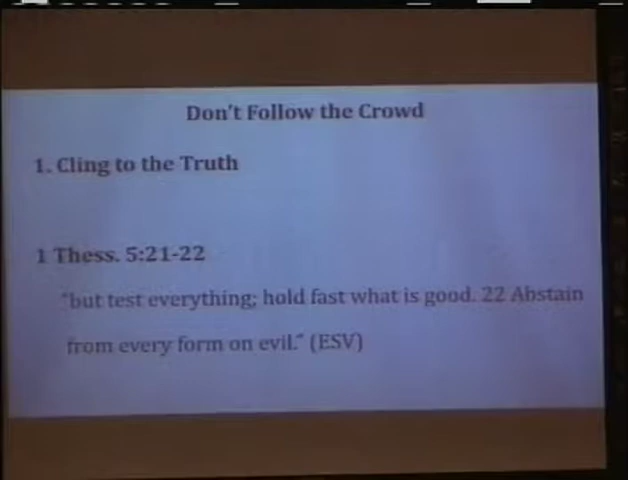 Don't Follow the Crowd
1. Cling to the Truth
1 Thess. 5:21-22
"but test everything; hold fast what is good. 22 Abstain
from every form on evil." (ESV)